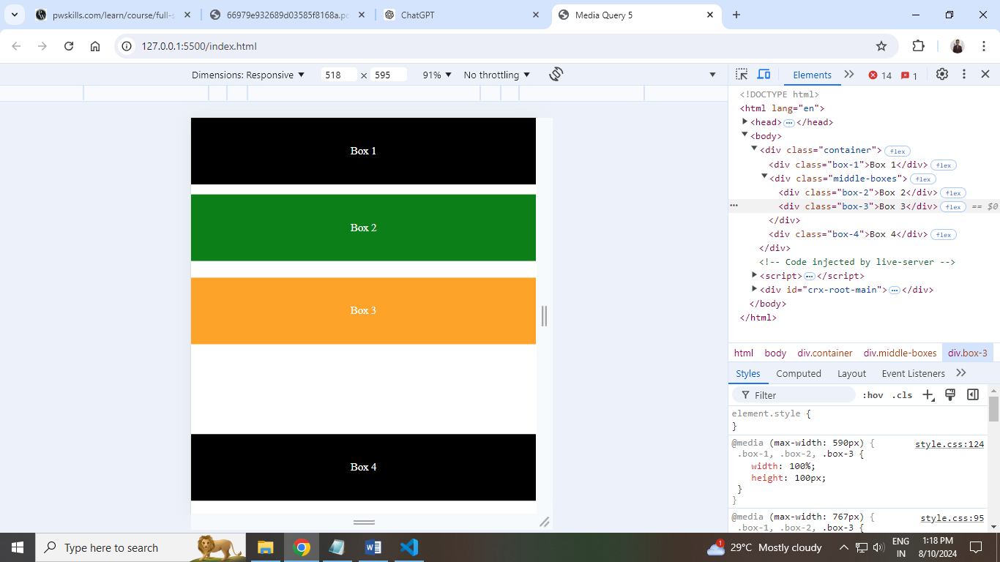 pwskills.com/learn/course/full-s
66979e932689d03585f8168a.po
ChatGPT
Media Query 5
127.0.0.1:5500/index.html
Dimensions: Responsive 518 × 595 91% No throttling
Elements 14 1
<!DOCTYPE html>
<html lang="en">
<head>…</head>
<body>
<div class="container"> flex
<div class="box-1">Box 1</div> flex
<div class="middle-boxes"> flex
<div class="box-2">Box 2</div> flex
<div class="box-3">Box 3</div> flex == $0
</div>
<div class="box-4">Box 4</div> flex
</div>
<!-- Code injected by live-server -->
<script>…</script>
<div id="crx-root-main">…</div>
</body>
</html>
html body div.container div.middle-boxes div.box-3
Styles Computed Layout Event Listeners
Filter :hov .cls
element.style {
}
@media (max-width: 590px) { style.css:124
.box-1, .box-2, .box-3 {
width: 100%;
height: 100px;
}
}
@media (max-width: 767px) { style.css:95
.box-1, .box-2, .box-3 {
Box 1
Box 2
Box 3
Box 4
Type here to search
1
29°C Mostly cloudy
ENG
IN
1:18 PM
8/10/2024